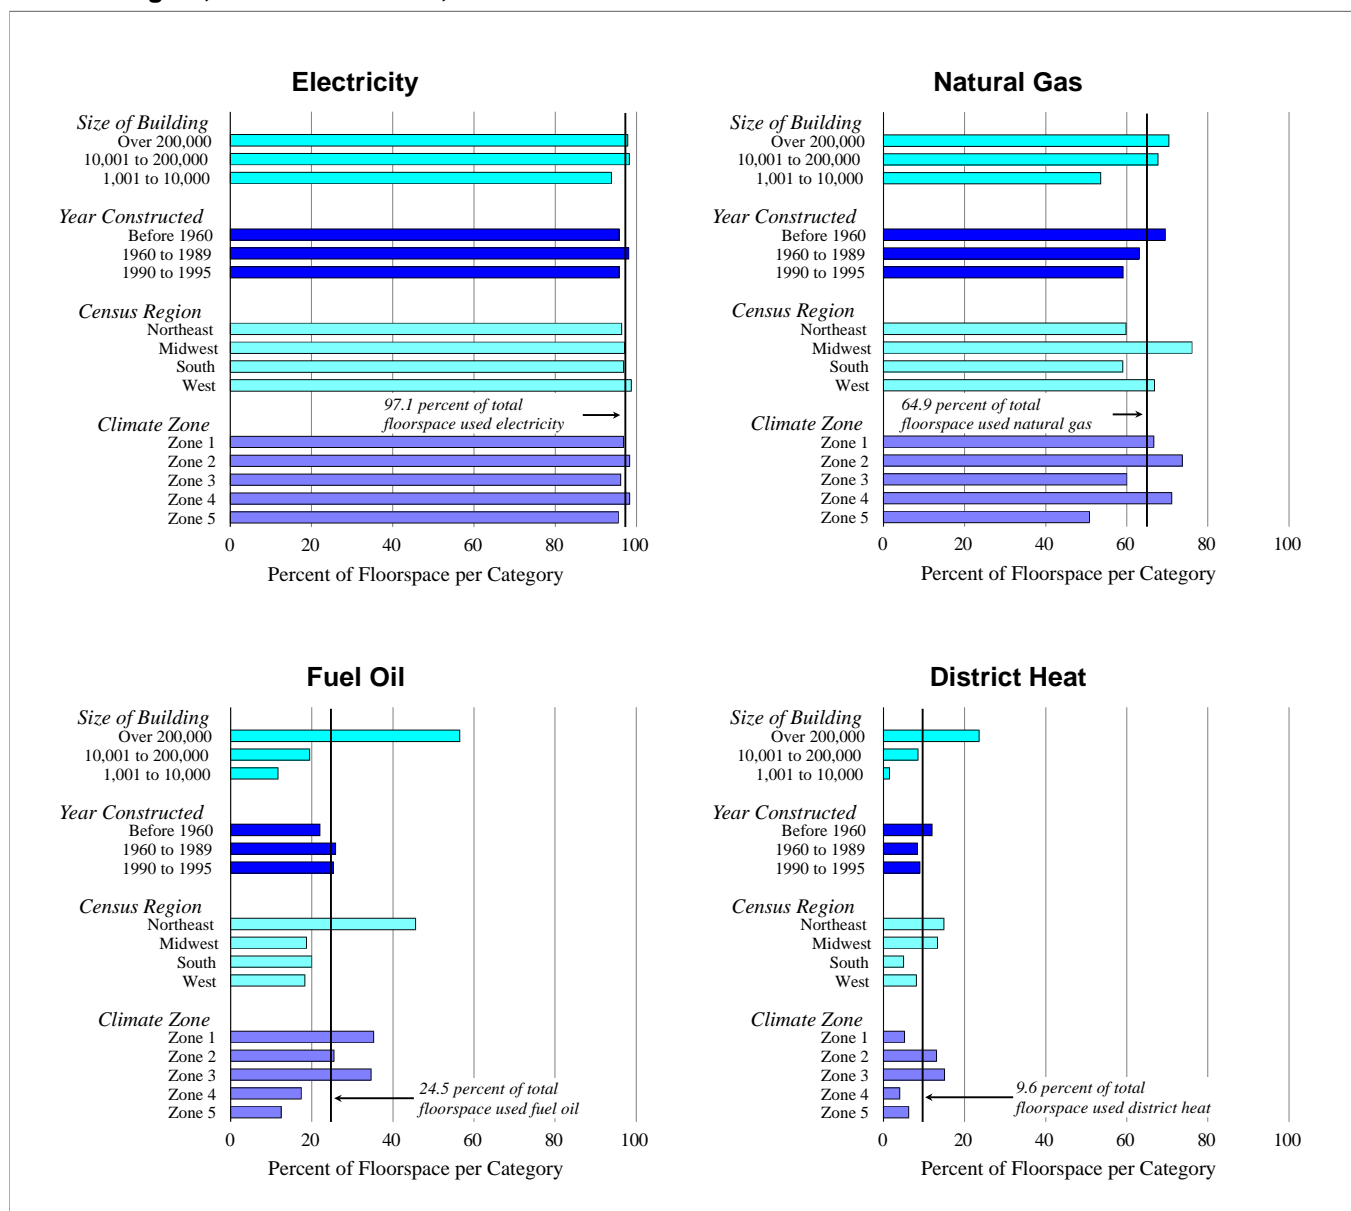 Electricity
Size of Building
Over 200,000
10,001 to 200,000
1,001 to 10,000
Year Constructed
Before 1960
1960 to 1989
1990 to 1995
Census Region
Northeast
Midwest
South
West
97.1 percent of total
floorspace used electricity
Climate Zone
Zone 1
Zone 2
Zone 3
Zone 4
Zone 5
0 20 40 60 80 100
Percent of Floorspace per Category
Natural Gas
Size of Building
Over 200,000
10,001 to 200,000
1,001 to 10,000
Year Constructed
Before 1960
1960 to 1989
1990 to 1995
Census Region
Northeast
Midwest
South
West
64.9 percent of total
floorspace used natural gas
Climate Zone
Zone 1
Zone 2
Zone 3
Zone 4
Zone 5
0 20 40 60 80 100
Percent of Floorspace per Category
Fuel Oil
Size of Building
Over 200,000
10,001 to 200,000
1,001 to 10,000
Year Constructed
Before 1960
1960 to 1989
1990 to 1995
Census Region
Northeast
Midwest
South
West
Climate Zone
Zone 1
Zone 2
Zone 3
Zone 4
Zone 5
24.5 percent of total
floorspace used fuel oil
0 20 40 60 80 100
Percent of Floorspace per Category
District Heat
Size of Building
Over 200,000
10,001 to 200,000
1,001 to 10,000
Year Constructed
Before 1960
1960 to 1989
1990 to 1995
Census Region
Northeast
Midwest
South
West
Climate Zone
Zone 1
Zone 2
Zone 3
Zone 4
Zone 5
9.6 percent of total
floorspace used district heat
0 20 40 60 80 100
Percent of Floorspace per Category